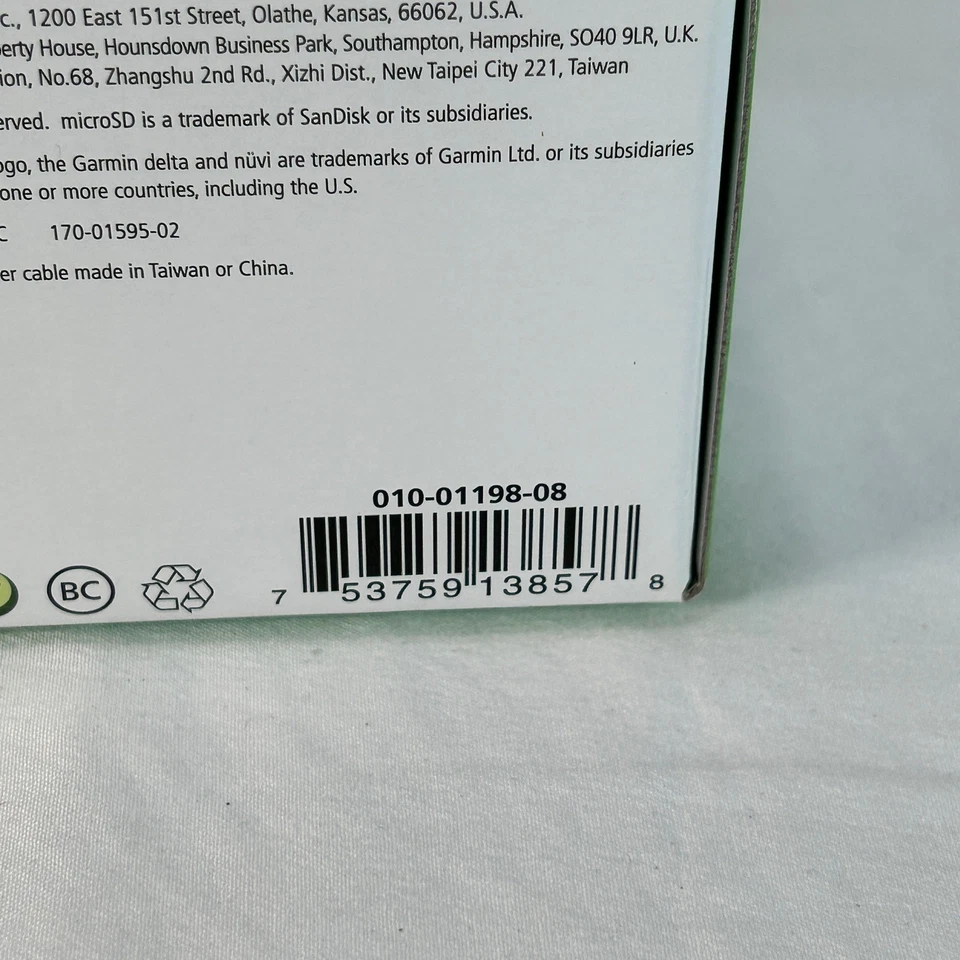 c., 1200 East 151st Street, Olathe, Kansas, 66062, U.S.A.
erty House, Hounsdown Business Park, Southampton, Hampshire, SO40 9LR, U.K.
ion, No.68, Zhangshu 2nd Rd., Xizhi Dist., New Taipei City 221, Taiwan
erved. microSD is a trademark of SanDisk or its subsidiaries.
ogo, the Garmin delta and nüvi are trademarks of Garmin Ltd. or its subsidiaries
one or more countries, including the U.S.
C 170-01595-02
er cable made in Taiwan or China.
010-01198-08
BC
7 53759 13857 8